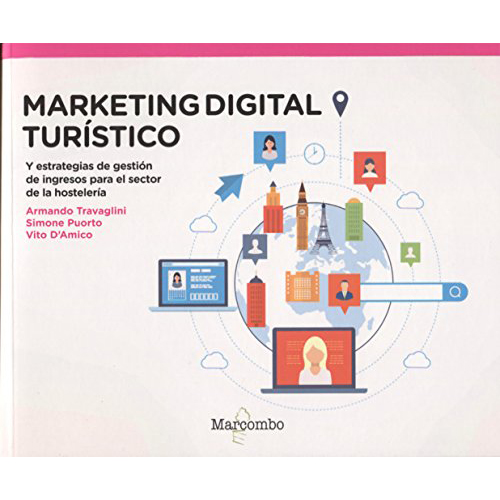 MARKETING DIGITAL
TURÍSTICO
Y estrategias de gestión
de ingresos para el sector
de la hostelería
Armando Travaglini
Simone Puorto
Vito D'Amico
Marcombo